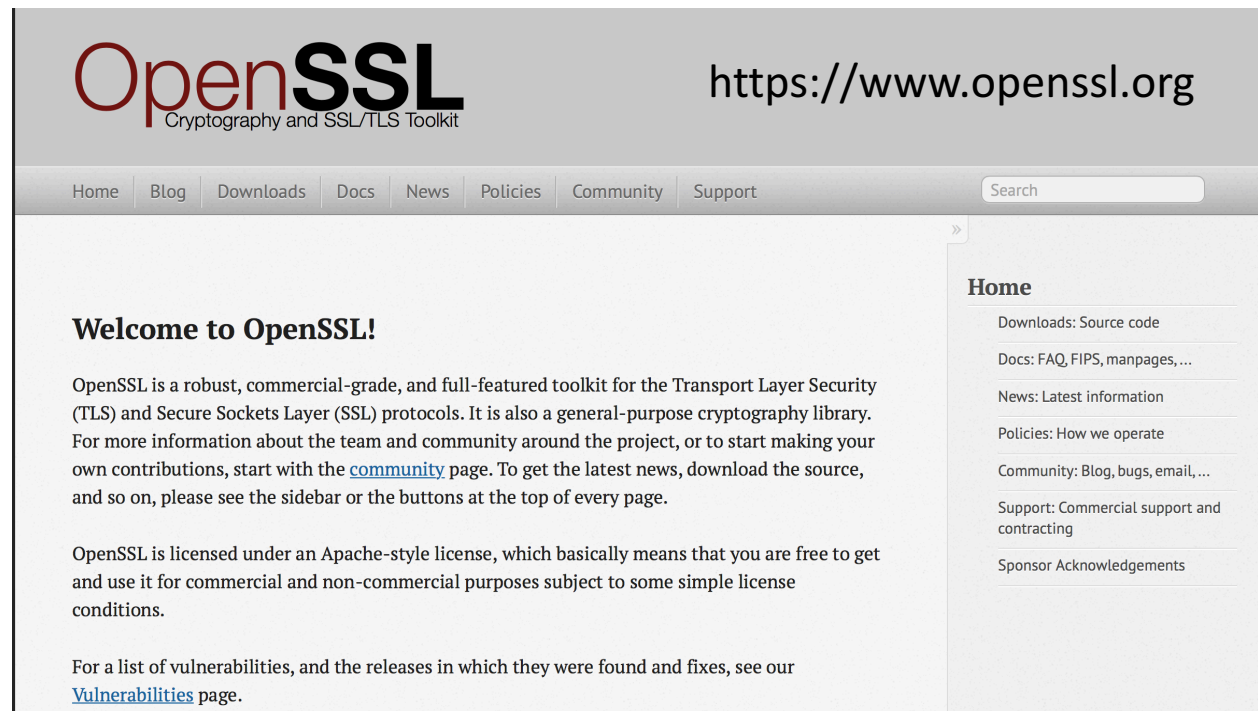 OpenSSL
Cryptography and SSL/TLS Toolkit
https://www.openssl.org
Home Blog Downloads Docs News Policies Community Support
Search
»
Welcome to OpenSSL!
OpenSSL is a robust, commercial-grade, and full-featured toolkit for the Transport Layer Security
(TLS) and Secure Sockets Layer (SSL) protocols. It is also a general-purpose cryptography library.
For more information about the team and community around the project, or to start making your
own contributions, start with the community page. To get the latest news, download the source,
and so on, please see the sidebar or the buttons at the top of every page.
OpenSSL is licensed under an Apache-style license, which basically means that you are free to get
and use it for commercial and non-commercial purposes subject to some simple license
conditions.
For a list of vulnerabilities, and the releases in which they were found and fixes, see our
Vulnerabilities page.
Home
Downloads: Source code
Docs: FAQ, FIPS, manpages, ...
News: Latest information
Policies: How we operate
Community: Blog, bugs, email, ...
Support: Commercial support and
contracting
Sponsor Acknowledgements